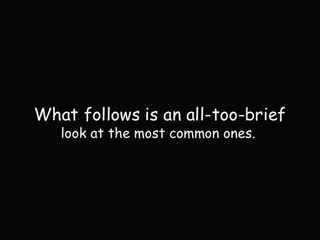 What follows is an all-too-brief
look at the most common ones.